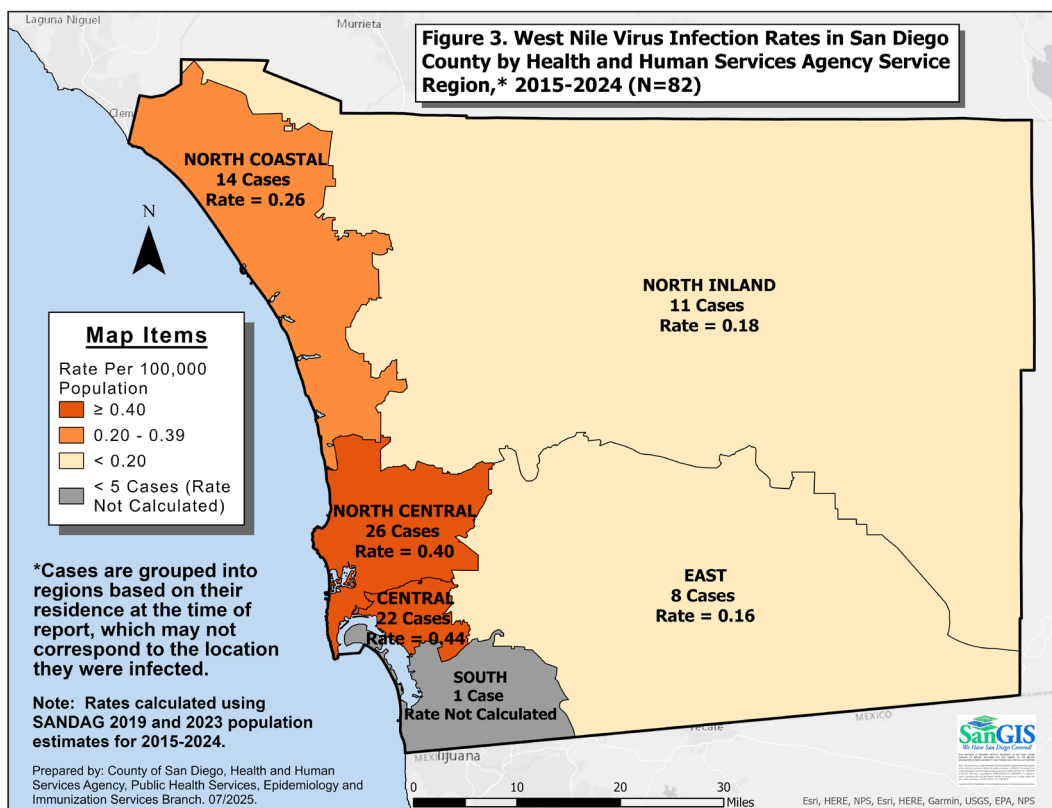 Laguna Niguel
Murrieta
Figure 3. West Nile Virus Infection Rates in San Diego
County by Health and Human Services Agency Service
Region,* 2015-2024 (N=82)
Clem
NORTH COASTAL
14 Cases
Rate = 0.26
N
NORTH INLAND
11 Cases
Rate = 0.18
Map Items
Rate Per 100,000
Population
≥ 0.40
0.20 - 0.39
< 0.20
< 5 Cases (Rate
Not Calculated)
NORTH CENTRAL
26 Cases
Rate = 0.40
CENTRAL
22 Cases
Rate = 0.44
EAST
8 Cases
Rate = 0.16
SOUTH
1 Case
Rate Not Calculated
*Cases are grouped into
regions based on their
residence at the time of
report, which may not
correspond to the location
they were infected.
Note: Rates calculated using
SANDAG 2019 and 2023 population
estimates for 2015-2024.
Prepared by: County of San Diego, Health and Human
Services Agency, Public Health Services, Epidemiology and
Immunization Services Branch. 07/2025.
MEXICO
Tecate
Tijuana
SanGIS
We Have San Diego Covered!
0 10 20 30
Miles
Esri, HERE, NPS, Esri, HERE, Garmin, USGS, EPA, NPS